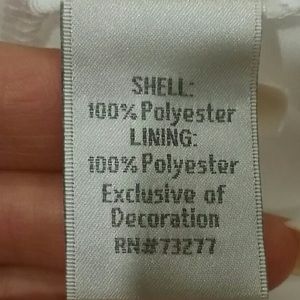 SHELL:
100% Polyester
LINING:
100% Polyester
Exclusive of
Decoration
RN#73277